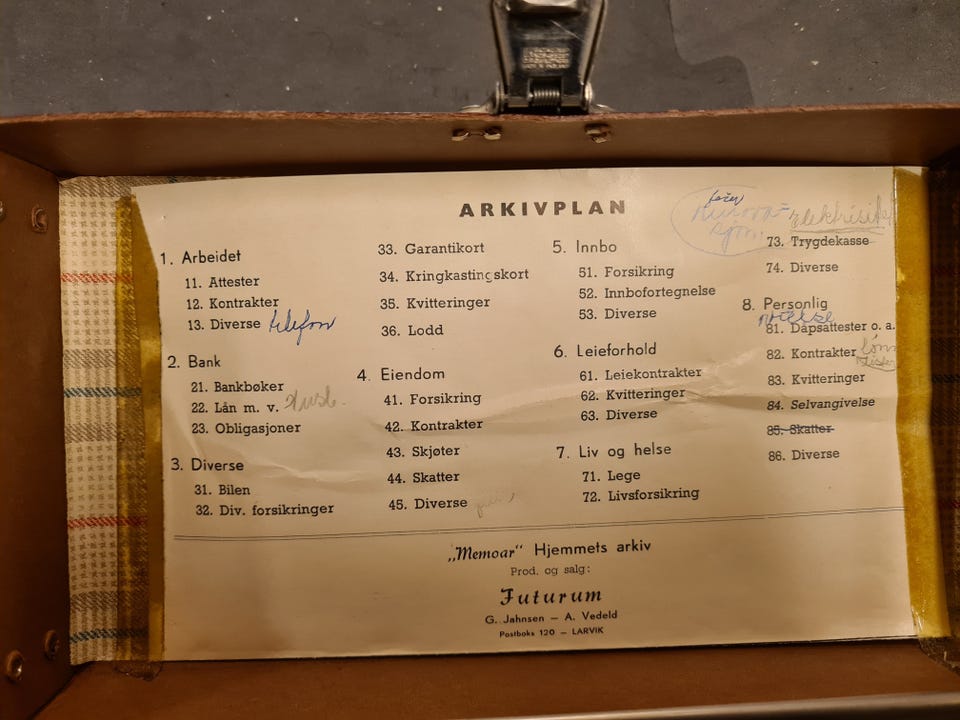 ARKIVPLAN
1. Arbeidet
11. Attester
12. Kontrakter
13. Diverse telefon
2. Bank
21. Bankbøker
22. Lån m. v.
23. Obligasjoner
3. Diverse
31. Bilen
32. Div. forsikringer
33. Garantikort
34. Kringkastingskort
35. Kvitteringer
36. Lodd
4. Eiendom
41. Forsikring
42. Kontrakter
43. Skjøter
44. Skatter
45. Diverse
5. Innbo
51. Forsikring
52. Innbofortegnelse
53. Diverse
6. Leieforhold
61. Leiekontrakter
62. Kvitteringer
63. Diverse
7. Liv og helse
71. Lege
72. Livsforsikring
73. Trygdekasse
74. Diverse
8. Personlig
81. Dåpsattester o. a.
82. Kontrakter
83. Kvitteringer
84. Selvangivelse
85. Skatter
86. Diverse
„Memoar" Hjemmets arkiv
Prod. og salg:
Futurum
G. Jahnsen — A. Vedeld
Postboks 120 — LARVIK